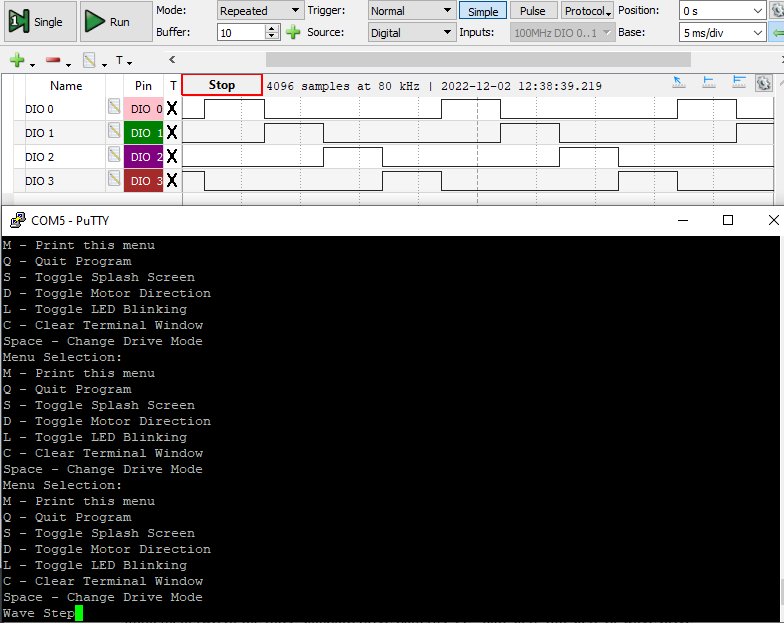 Single Run Mode: Repeated Trigger: Normal Simple Pulse Protocol Position: 0 s
Buffer: 10 Source: Digital Inputs: 100MHz DIO 0..1 Base: 5 ms/div
T
Name Pin T Stop 4096 samples at 80 kHz | 2022-12-02 12:38:39.219
DIO 0 DIO 0 X
DIO 1 DIO 1 X
DIO 2 DIO 2 X
DIO 3 DIO 3 X
COM5 - PuTTY
M - Print this menu
Q - Quit Program
S - Toggle Splash Screen
D - Toggle Motor Direction
L - Toggle LED Blinking
C - Clear Terminal Window
Space - Change Drive Mode
Menu Selection:
M - Print this menu
Q - Quit Program
S - Toggle Splash Screen
D - Toggle Motor Direction
L - Toggle LED Blinking
C - Clear Terminal Window
Space - Change Drive Mode
Menu Selection:
M - Print this menu
Q - Quit Program
S - Toggle Splash Screen
D - Toggle Motor Direction
L - Toggle LED Blinking
C - Clear Terminal Window
Space - Change Drive Mode
Wave Step